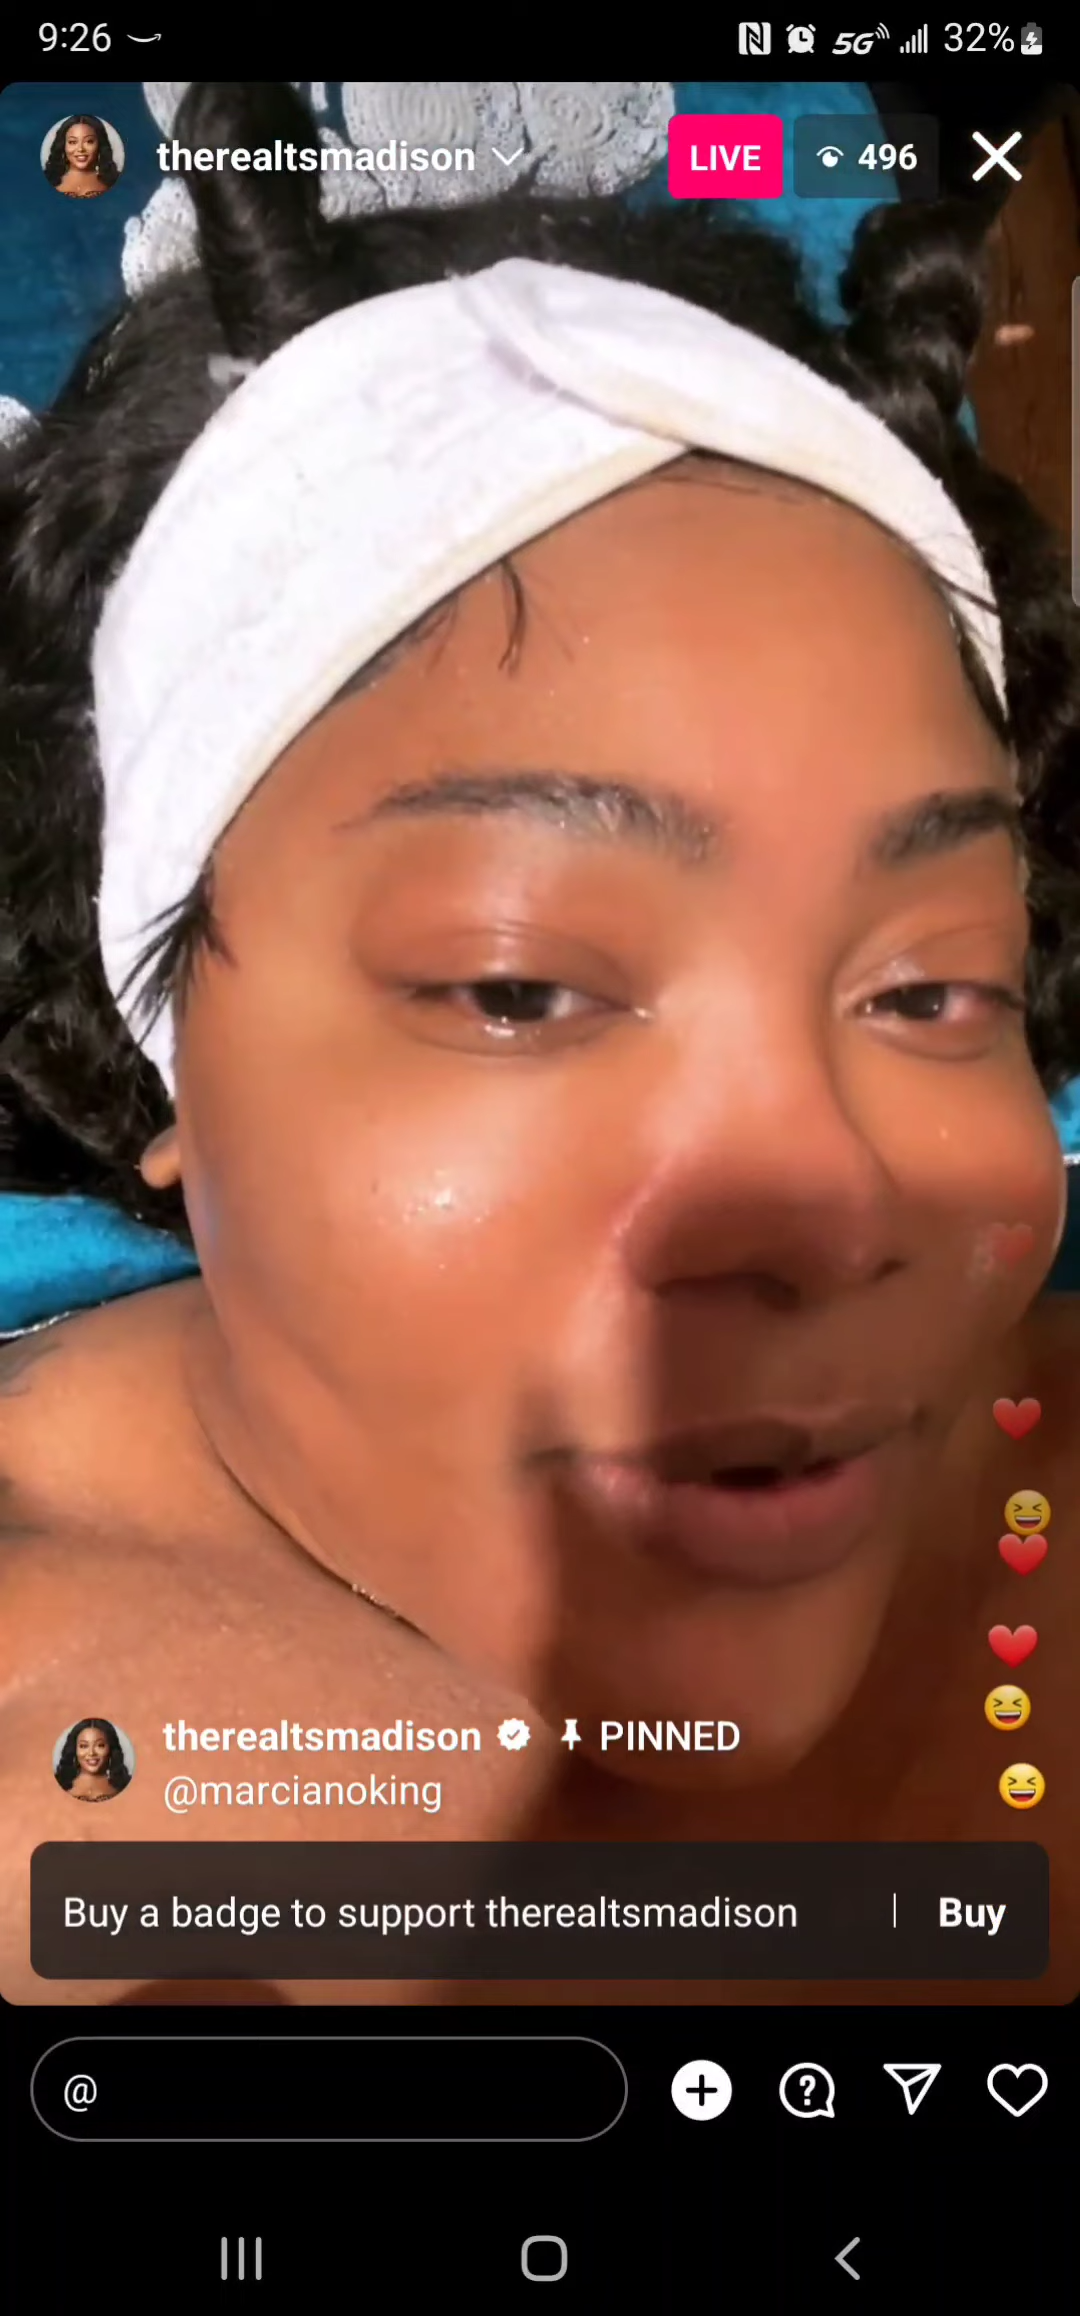 9:26 5G 32%
therealtsmadison LIVE 496
therealtsmadison PINNED
@marcianoking
Buy a badge to support therealtsmadison | Buy
@